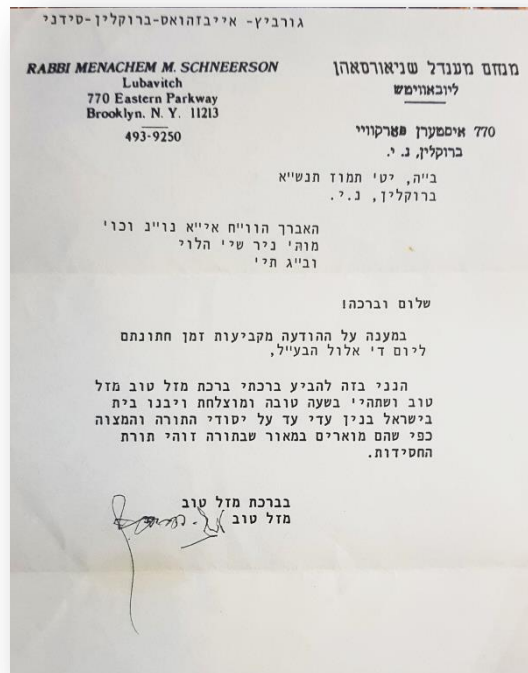 גורביץ- אייבזהואס-ברוקלין-סידני
RABBI MENACHEM M. SCHNEERSON
Lubavitch
770 Eastern Parkway
Brooklyn. N. Y. 11213
493-9250
מנחם מענדל שניאורסאהן
ליובאוויטש
770 איסטערן פארקוויי
ברוקלין, נ. י.
ב"ה, יט' תמוז תנש"א
ברוקלין, נ.י.
האברך הוו"ח אי"א נו"נ וכו'
מוה' ניר שי' הלוי
וב"ג תי'
שלום וברכה!
במענה על ההודעה מקביעות זמן חתונתם
ליום ד' אלול הבע"ל,
הנני בזה להביע ברכתי ברכת מזל טוב מזל
טוב ושתהי' בשעה טובה ומוצלחת ויבנו בית
בישראל בנין עדי עד על יסודי התורה והמצוה
כפי שהם מוארים במאור שבתורה זוהי תורת
החסידות.
בברכת מזל טוב
מזל טוב